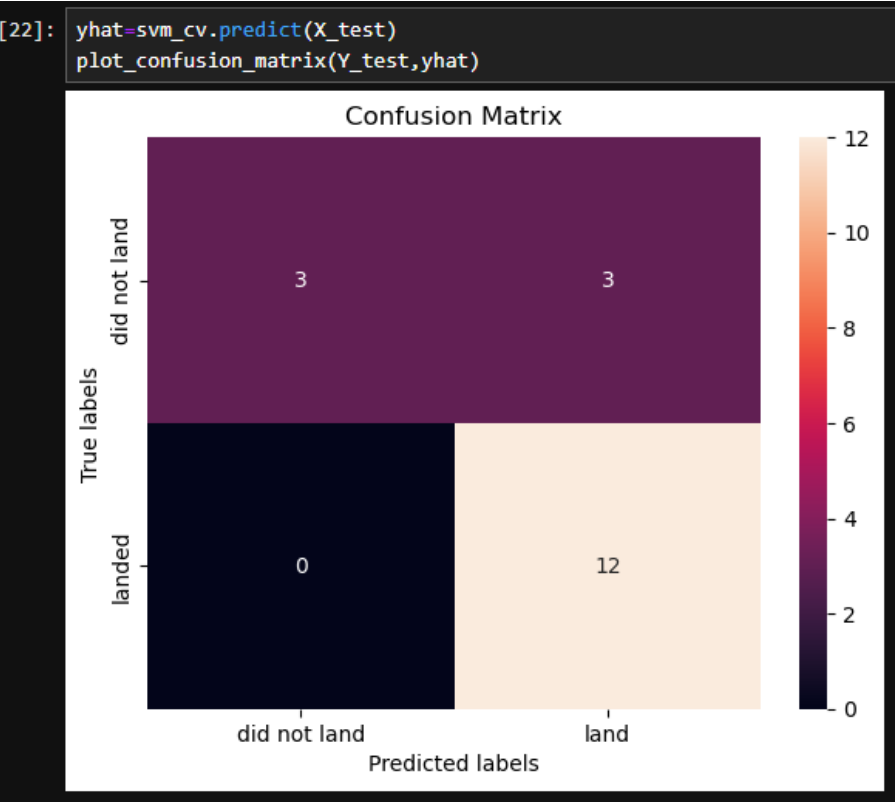 [22]: yhat=svm_cv.predict(X_test)
plot_confusion_matrix(Y_test,yhat)
Confusion Matrix
12
10
8
6
4
2
0
True labels
did not land
landed
3 3
0 12
did not land land
Predicted labels